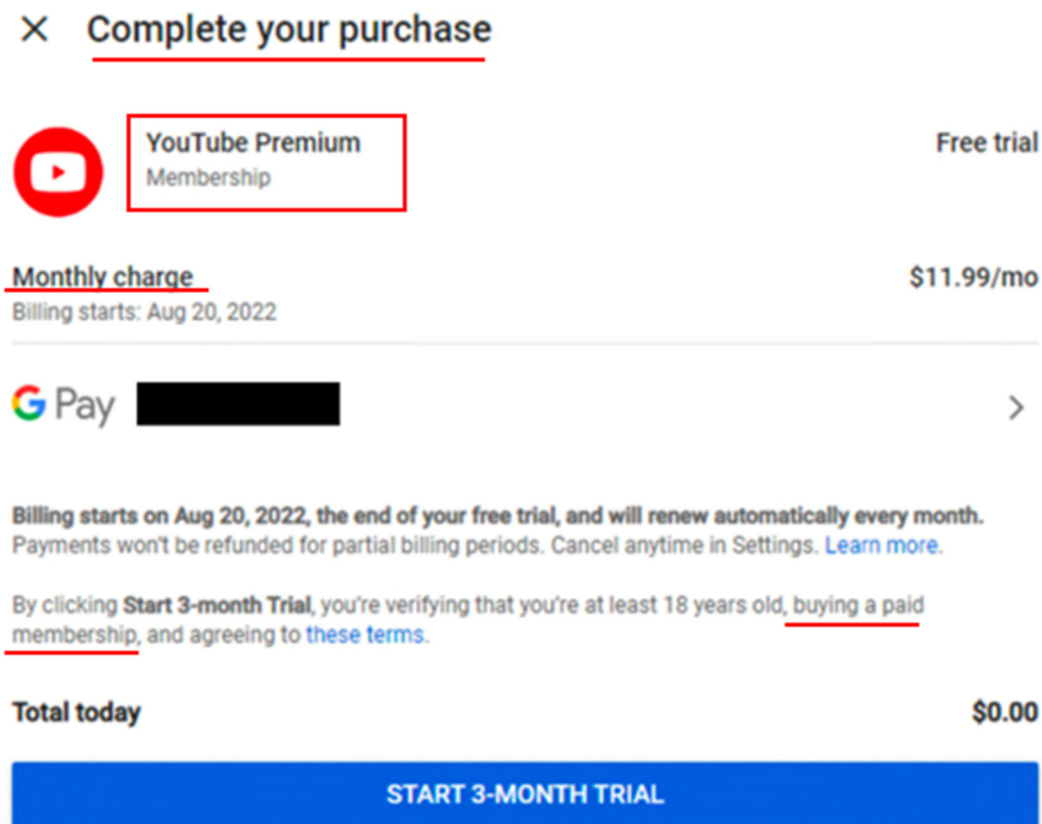 Complete your purchase
YouTube Premium
Free trial
Membership
Monthly charge
$11.99/mo
Billing starts: Aug 20, 2022
G Pay
Billing starts on Aug 20, 2022, the end of your free trial, and will renew automatically every month.
Payments won't be refunded for partial billing periods. Cancel anytime in Settings. Learn more.
By clicking Start 3-month Trial, you're verifying that you're at least 18 years old, buying a paid
membership, and agreeing to these terms.
Total today
$0.00
START 3-MONTH TRIAL